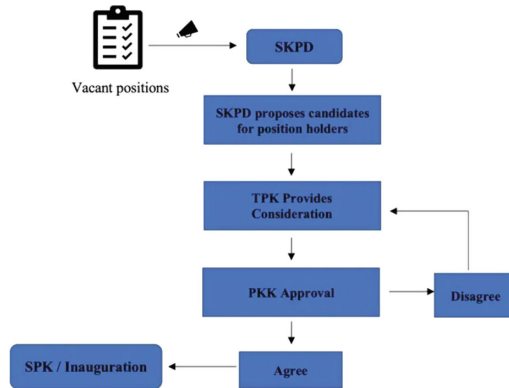 Vacant positions
SKPD
SKPD proposes candidates
for position holders
TPK Provides
Consideration
PKK Approval
Disagree
Agree
SPK / Inauguration